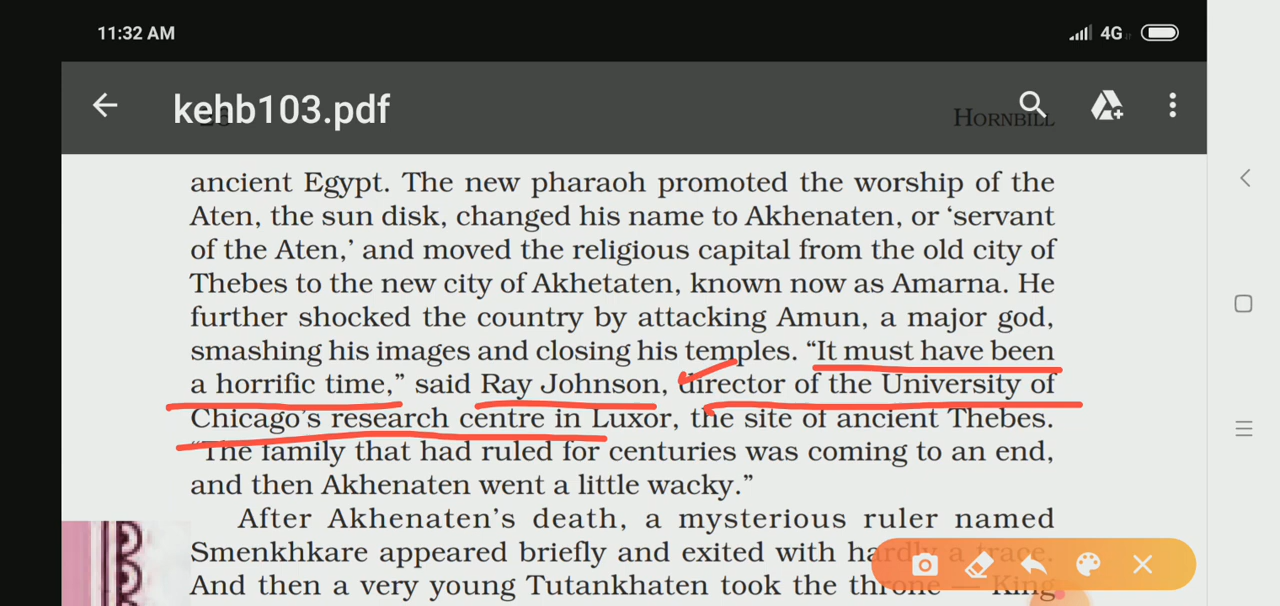 11:32 AM 4G
kehb103.pdf
HORNBILL
ancient Egypt. The new pharaoh promoted the worship of the
Aten, the sun disk, changed his name to Akhenaten, or ‘servant
of the Aten,’ and moved the religious capital from the old city of
Thebes to the new city of Akhetaten, known now as Amarna. He
further shocked the country by attacking Amun, a major god,
smashing his images and closing his temples. “It must have been
a horrific time,” said Ray Johnson, director of the University of
Chicago’s research centre in Luxor, the site of ancient Thebes.
“The family that had ruled for centuries was coming to an end,
and then Akhenaten went a little wacky.”
After Akhenaten’s death, a mysterious ruler named
Smenkhkare appeared briefly and exited with hardly a trace.
And then a very young Tutankhaten took the throne — King